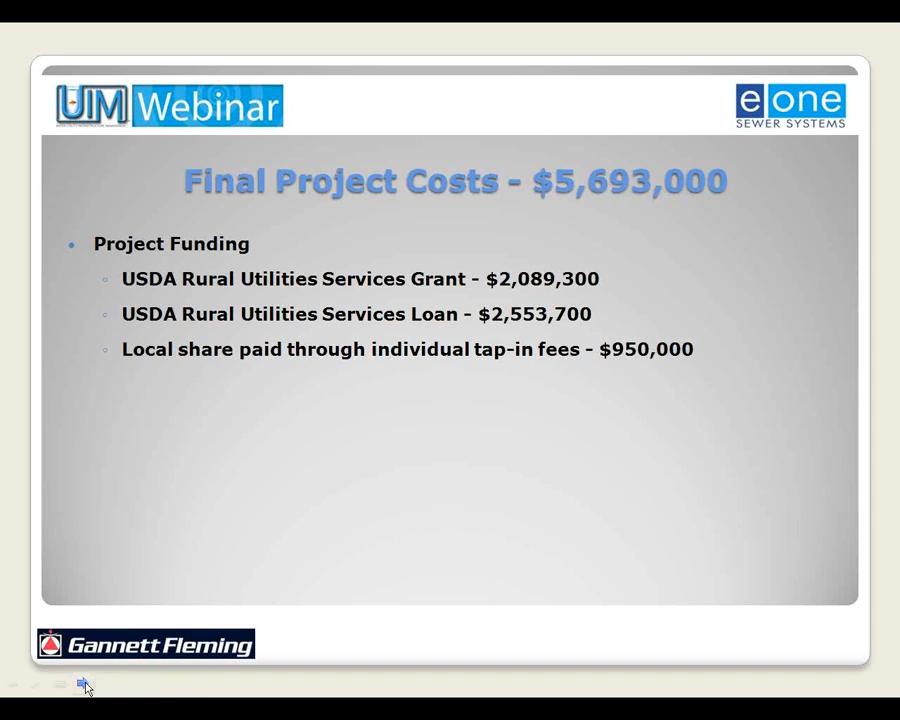 UIM Webinar
e one
SEWER SYSTEMS
Final Project Costs - $5,693,000
Project Funding
USDA Rural Utilities Services Grant - $2,089,300
USDA Rural Utilities Services Loan - $2,553,700
Local share paid through individual tap-in fees - $950,000
Gannett Fleming